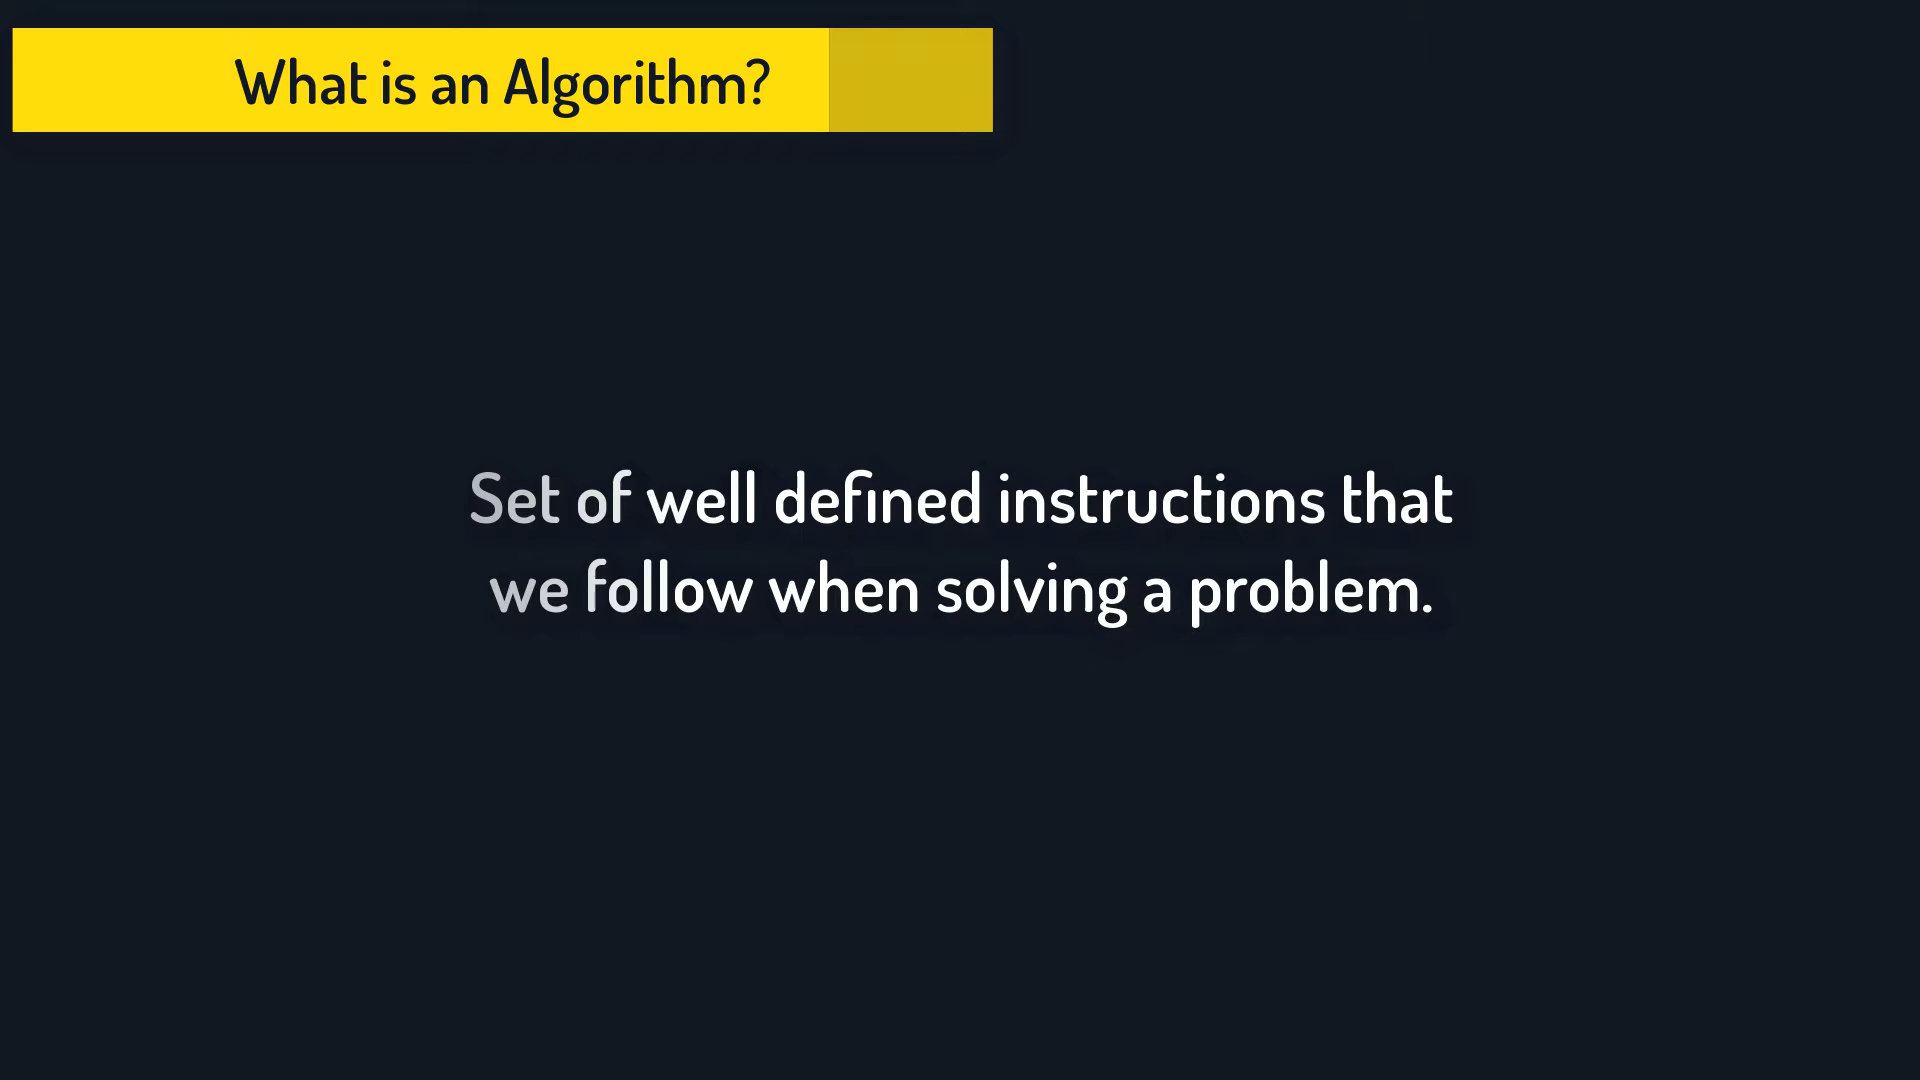 What is an Algorithm?
Set of well defined instructions that
we follow when solving a problem.